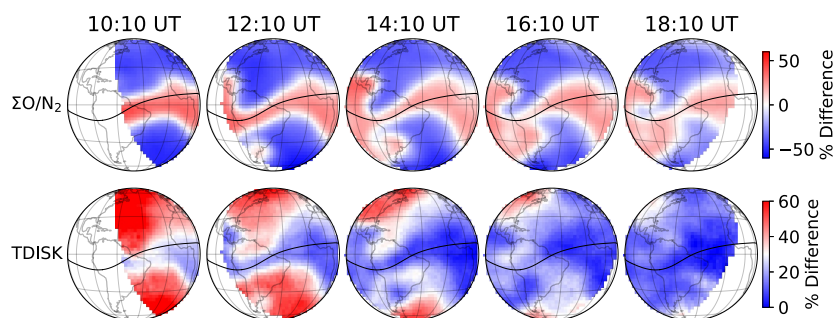 10:10 UT 12:10 UT 14:10 UT 16:10 UT 18:10 UT
ΣO/N₂
50
0
−50
% Difference
TDISK
60
40
20
0
% Difference